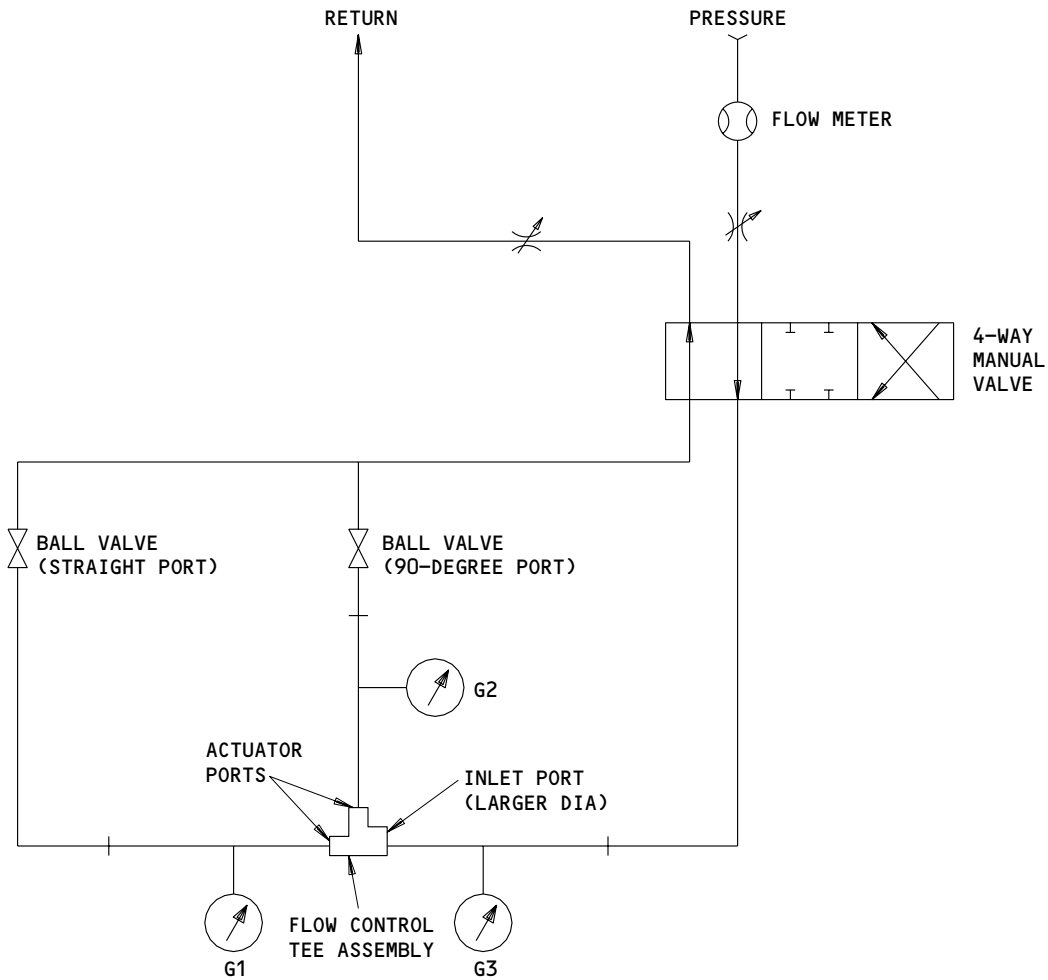 RETURN
PRESSURE
FLOW METER
4-WAY
MANUAL
VALVE
BALL VALVE
(STRAIGHT PORT)
BALL VALVE
(90-DEGREE PORT)
G2
ACTUATOR
PORTS
INLET PORT
(LARGER DIA)
FLOW CONTROL
TEE ASSEMBLY
G1
G3